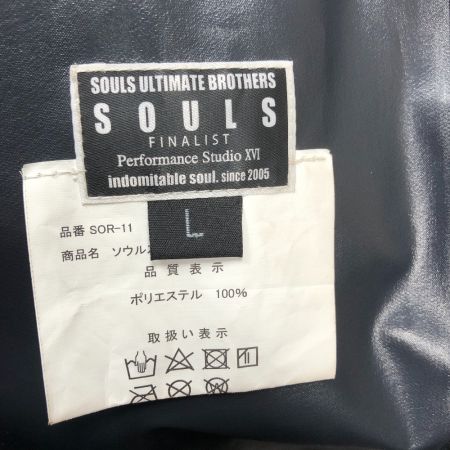 SOULS ULTIMATE BROTHERS
SOULS
FINALIST
Performance Studio XVI
indomitable soul. since 2005
L
品番 SOR-11
商品名 ソウルス
品質表示
ポリエステル 100%
取扱い表示